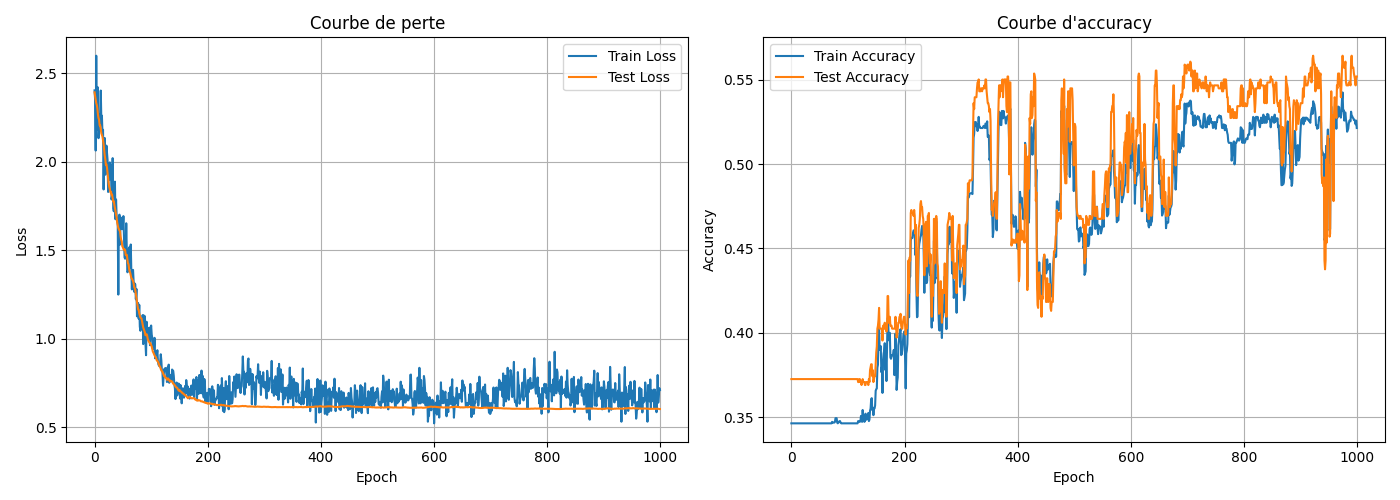 Courbe de perte
Train Loss
Test Loss
2.5
2.0
1.5
1.0
0.5
Loss
0
200
400
600
800
1000
Epoch
Courbe d'accuracy
Train Accuracy
Test Accuracy
0.55
0.50
0.45
0.40
0.35
Accuracy
0
200
400
600
800
1000
Epoch